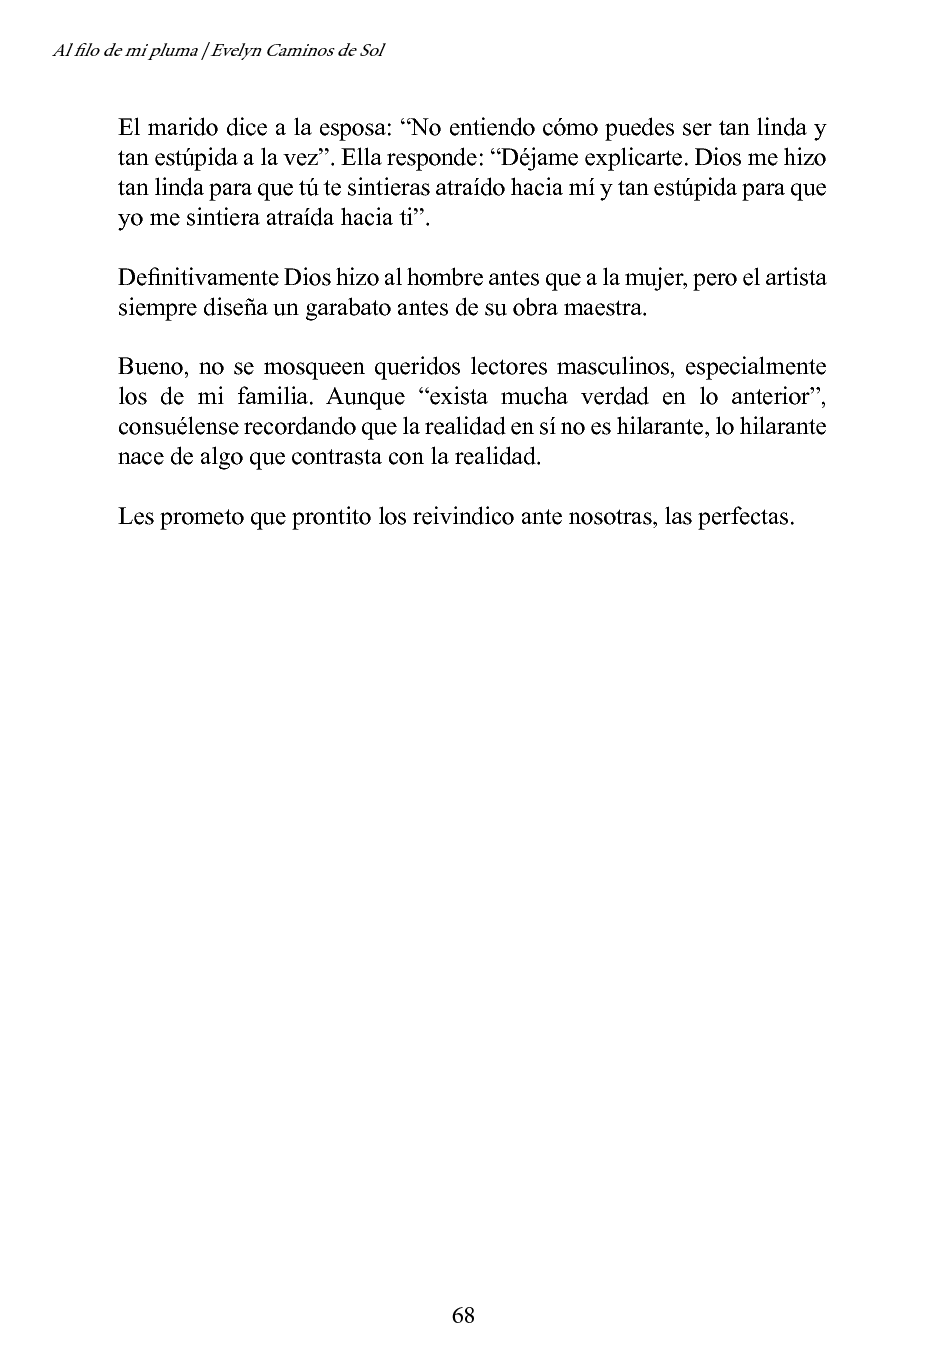 Al filo de mi pluma / Evelyn Caminos de Sol
El marido dice a la esposa: “No entiendo cómo puedes ser tan linda y
tan estúpida a la vez”. Ella responde: “Déjame explicarte. Dios me hizo
tan linda para que tú te sintieras atraído hacia mí y tan estúpida para que
yo me sintiera atraída hacia ti”.
Definitivamente Dios hizo al hombre antes que a la mujer, pero el artista
siempre diseña un garabato antes de su obra maestra.
Bueno, no se mosqueen queridos lectores masculinos, especialmente
los de mi familia. Aunque “exista mucha verdad en lo anterior”,
consuélense recordando que la realidad en sí no es hilarante, lo hilarante
nace de algo que contrasta con la realidad.
Les prometo que prontito los reivindico ante nosotras, las perfectas.
68